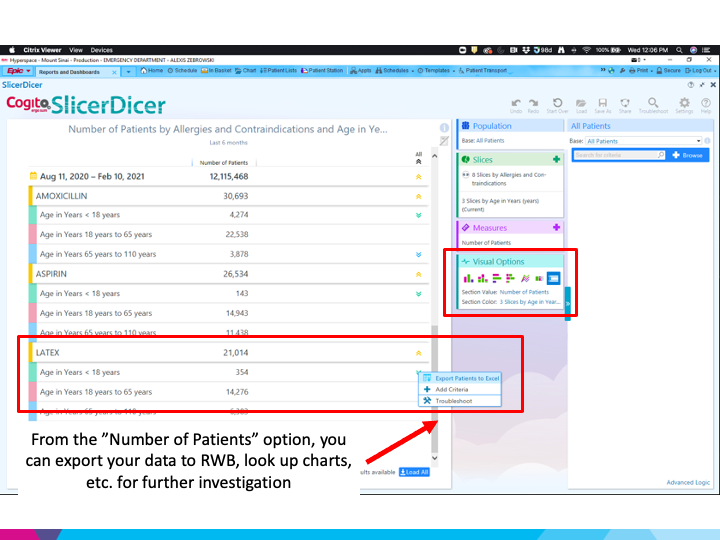 Citrix Viewer View Devices
98d 100% Wed 12:06 PM
Hyperspace - Mount Sinai - Production - EMERGENCY DEPARTMENT - ALEXIS ZEBROWSKI
Epic Reports and Dashboards x Home Schedule In Basket Chart Patient Lists Patient Station Appts Schedules Templates Patient Transport Print Secure Log Out
SlicerDicer
Cogito ergo sum SlicerDicer
Undo Redo Start Over Load Save As Share Troubleshoot Settings Help
Number of Patients by Allergies and Contraindications and Age in Ye...
Last 6 months
All
Number of Patients
Aug 11, 2020 – Feb 10, 2021 12,115,468
AMOXICILLIN 30,693
Age in Years < 18 years 4,274
Age in Years 18 years to 65 years 22,538
Age in Years 65 years to 110 years 3,878
ASPIRIN 26,534
Age in Years < 18 years 143
Age in Years 18 years to 65 years 14,943
Age in Years 65 years to 110 years 11,438
LATEX 21,014
Age in Years < 18 years 354
Age in Years 18 years to 65 years 14,276
Age in Years 65 years to 110 years 6,383
Export Patients to Excel
Add Criteria
Troubleshoot
ults available Load All
Population
Base: All Patients
Slices
8 Slices by Allergies and Con-
traindications
3 Slices by Age in Years (years)
(Current)
Measures
Number of Patients
Visual Options
Section Value: Number of Patients
Section Color: 3 Slices by Age in Year...
All Patients
Base: All Patients
Search for criteria Browse
Advanced Logic
From the ”Number of Patients” option, you
can export your data to RWB, look up charts,
etc. for further investigation